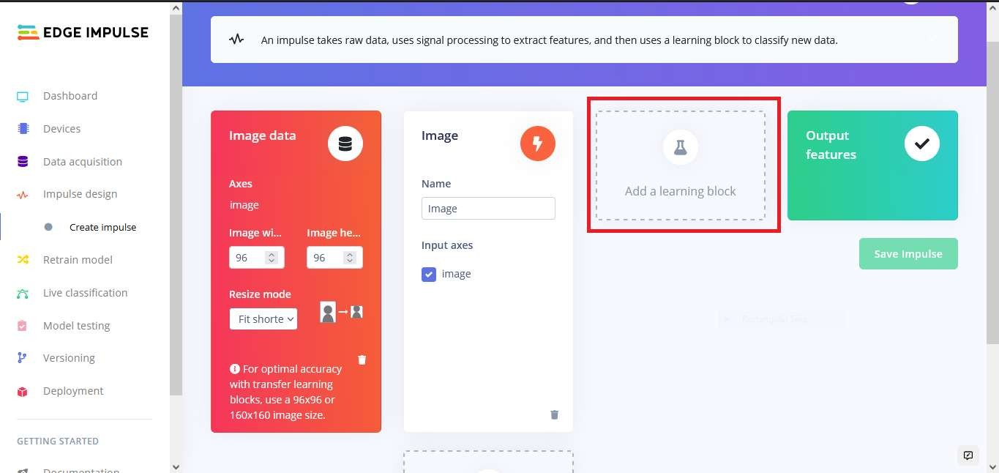 EDGE IMPULSE
Dashboard
Devices
Data acquisition
Impulse design
Create impulse
Retrain model
Live classification
Model testing
Versioning
Deployment
GETTING STARTED
Documentation
An impulse takes raw data, uses signal processing to extract features, and then uses a learning block to classify new data.
Image data
Axes
image
Image wi... Image he...
96 96
Resize mode
Fit shorte
For optimal accuracy
with transfer learning
blocks, use a 96x96 or
160x160 image size.
Image
Name
Image
Input axes
image
Add a learning block
Output
features
Save Impulse
Rectangular Snip